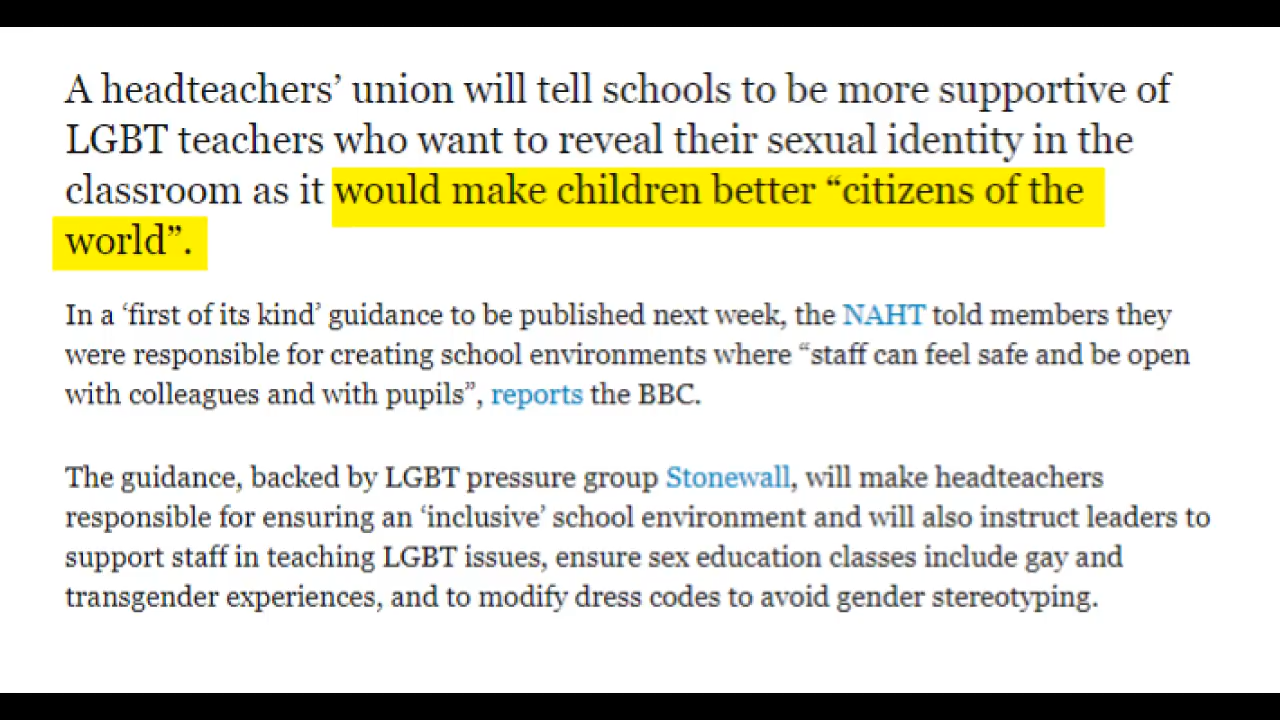 A headteachers’ union will tell schools to be more supportive of
LGBT teachers who want to reveal their sexual identity in the
classroom as it would make children better “citizens of the
world”.
In a ‘first of its kind’ guidance to be published next week, the NAHT told members they
were responsible for creating school environments where “staff can feel safe and be open
with colleagues and with pupils”, reports the BBC.
The guidance, backed by LGBT pressure group Stonewall, will make headteachers
responsible for ensuring an ‘inclusive’ school environment and will also instruct leaders to
support staff in teaching LGBT issues, ensure sex education classes include gay and
transgender experiences, and to modify dress codes to avoid gender stereotyping.